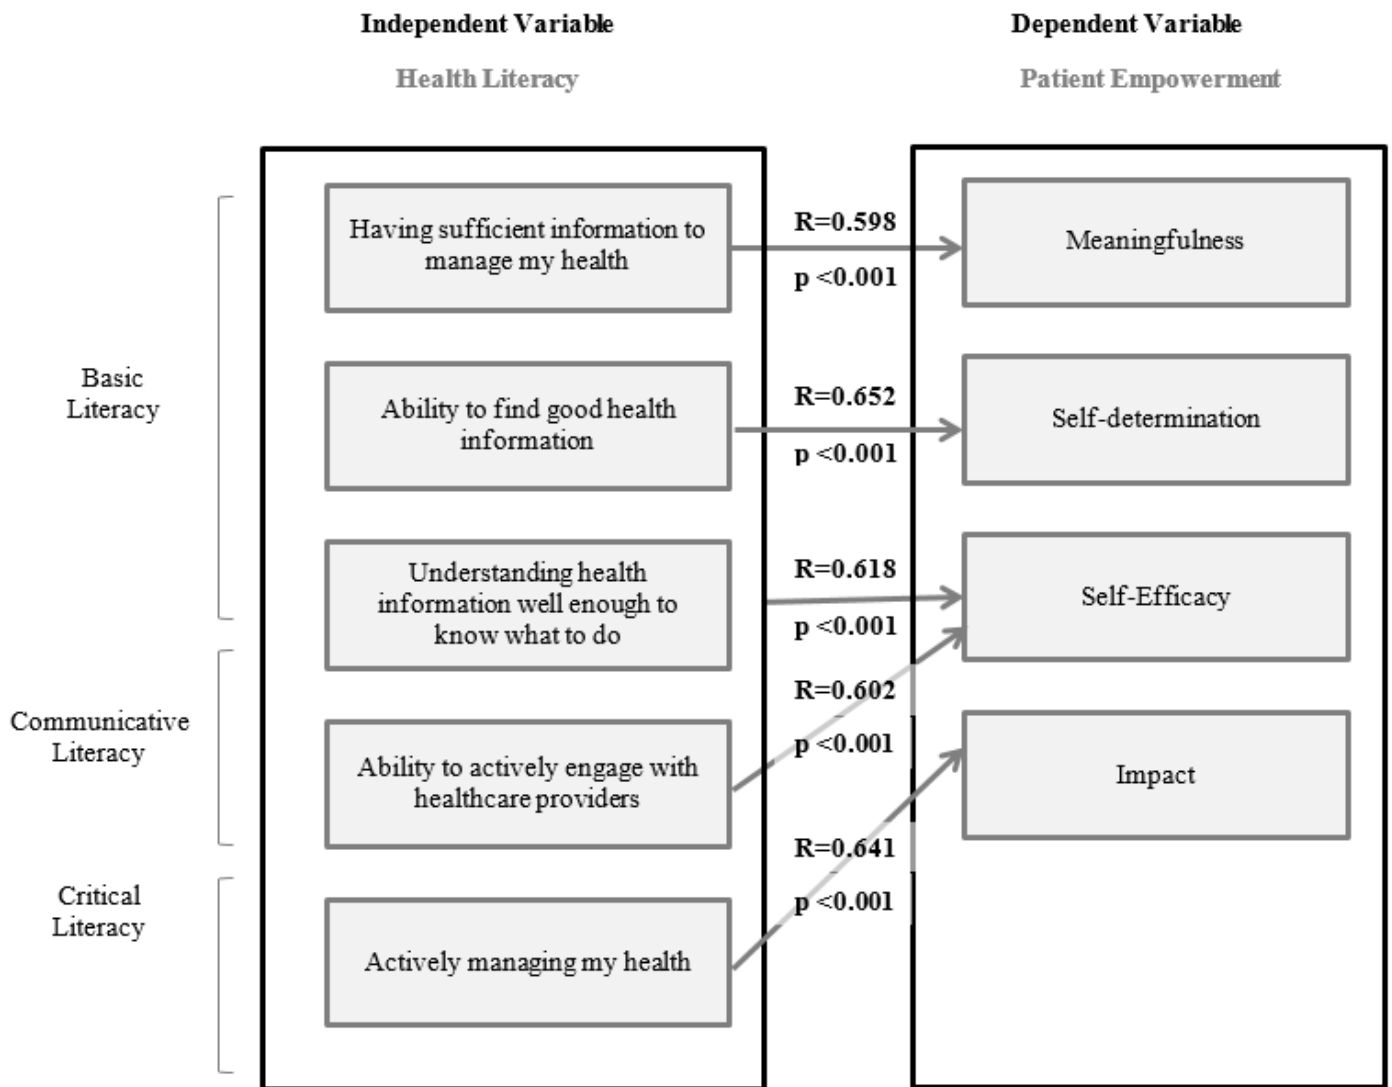 Independent Variable
Dependent Variable
Health Literacy
Patient Empowerment
Basic
Literacy
Communicative
Literacy
Critical
Literacy
Having sufficient information to
manage my health
Ability to find good health
information
Understanding health
information well enough to
know what to do
Ability to actively engage with
healthcare providers
Actively managing my health
R=0.598
p <0.001
R=0.652
p <0.001
R=0.618
p <0.001
R=0.602
p <0.001
R=0.641
p <0.001
Meaningfulness
Self-determination
Self-Efficacy
Impact